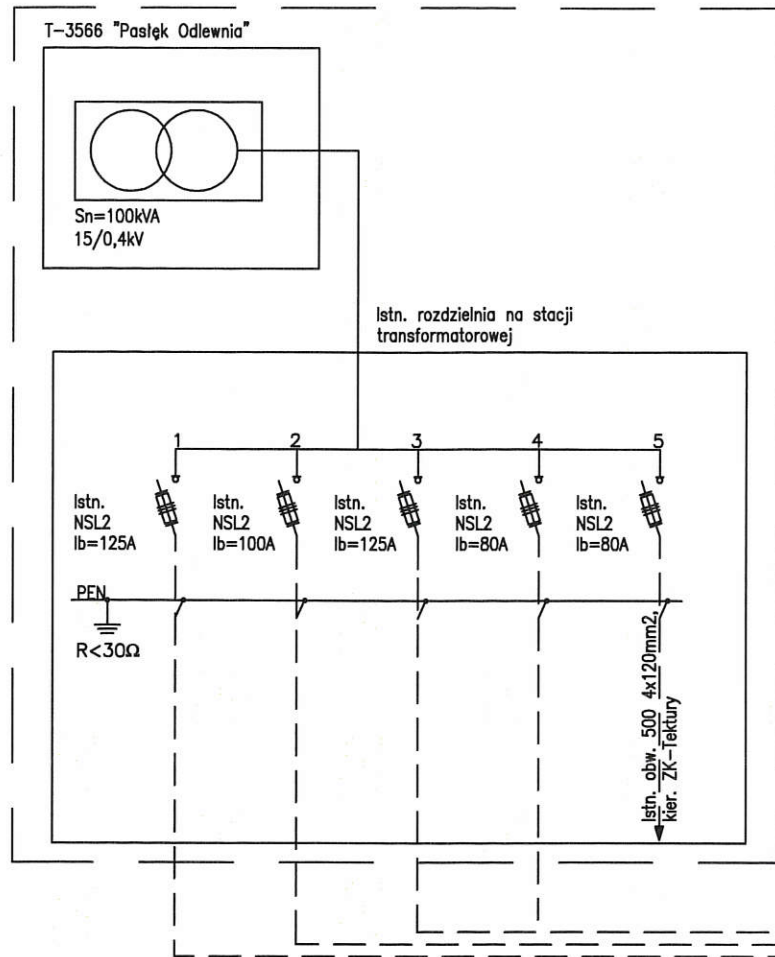 T-3566 "Pasłęk Odlewnia"
Sn=100kVA
15/0,4kV
Istn. rozdzielnia na stacji
transformatorowej
1
2
3
4
5
Istn.
NSL2
Ib=125A
Istn.
NSL2
Ib=100A
Istn.
NSL2
Ib=125A
Istn.
NSL2
Ib=80A
Istn.
NSL2
Ib=80A
PEN
R<30Ω
Istn. obw. 500 4x120mm2,
kier. ZK-Tektury